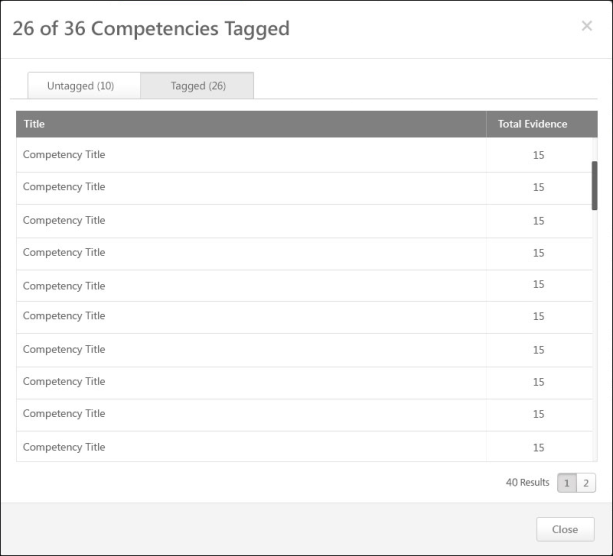 26 of 36 Competencies Tagged
Untagged (10) Tagged (26)
Title Total Evidence
Competency Title 15
Competency Title 15
Competency Title 15
Competency Title 15
Competency Title 15
Competency Title 15
Competency Title 15
Competency Title 15
Competency Title 15
Competency Title 15
40 Results 1 2
Close